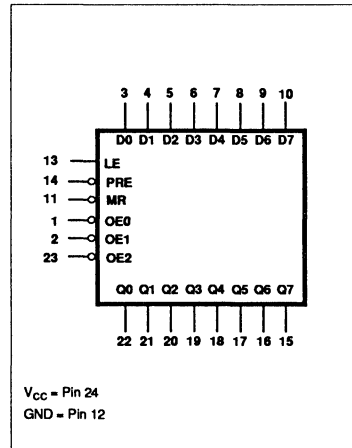 3 4 5 6 7 8 9 10
D0 D1 D2 D3 D4 D5 D6 D7
13 LE
14 PRE
11 MR
1 OE0
2 OE1
23 OE2
Q0 Q1 Q2 Q3 Q4 Q5 Q6 Q7
22 21 20 19 18 17 16 15
VCC = Pin 24
GND = Pin 12